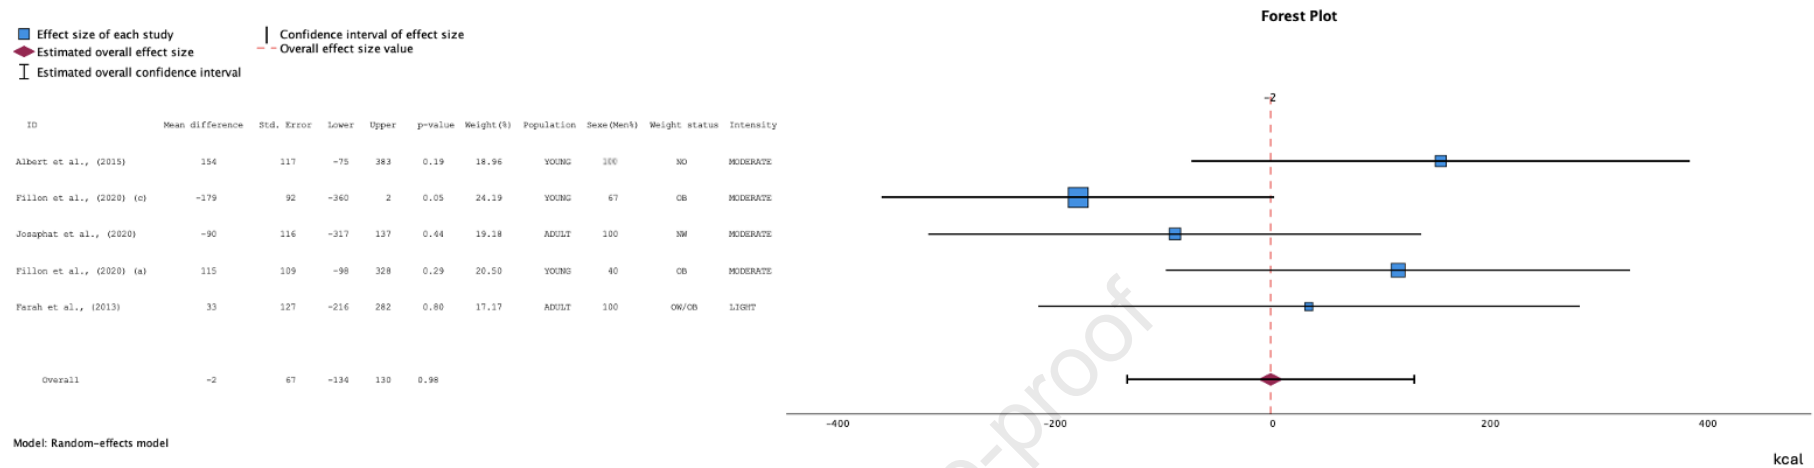 Forest Plot
Effect size of each study
Confidence interval of effect size
Estimated overall effect size
Overall effect size value
Estimated overall confidence interval
-2
ID Mean difference Std. Error Lower Upper p-value Weight(%) Population Sexe(Men%) Weight status Intensity
Albert et al., (2015) 154 117 -75 383 0.19 18.96 YOUNG 100 NO MODERATE
Fillon et al., (2020) (c) -179 92 -360 2 0.05 24.19 YOUNG 67 OB MODERATE
Josaphat et al., (2020) -90 116 -317 137 0.44 19.18 ADULT 100 NW MODERATE
Fillon et al., (2020) (a) 115 109 -98 328 0.29 20.50 YOUNG 40 OB MODERATE
Farah et al., (2013) 33 127 -216 282 0.80 17.17 ADULT 100 OW/OB LIGHT
Overall -2 67 -134 130 0.98
-400 -200 0 200 400
Model: Random-effects model
kcal
e-proof